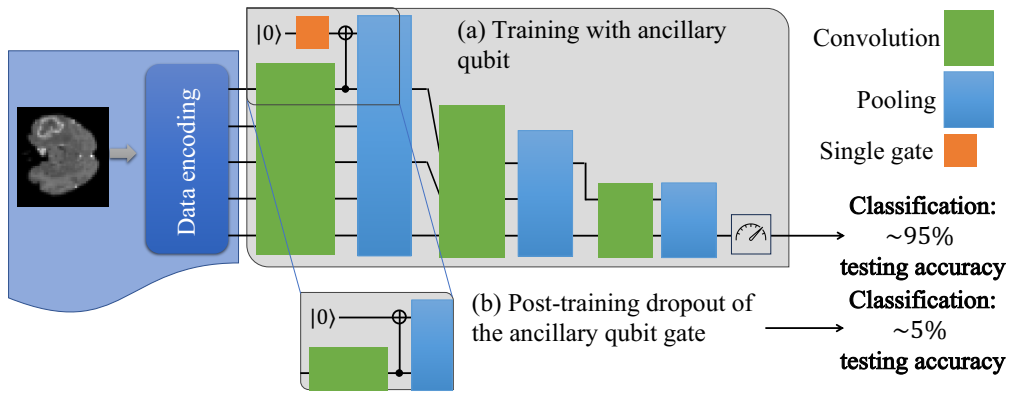 |0⟩
(a) Training with ancillary
qubit
Data encoding
Convolution
Pooling
Single gate
Classification:
~95%
testing accuracy
|0⟩
(b) Post-training dropout of
the ancillary qubit gate
Classification:
~5%
testing accuracy